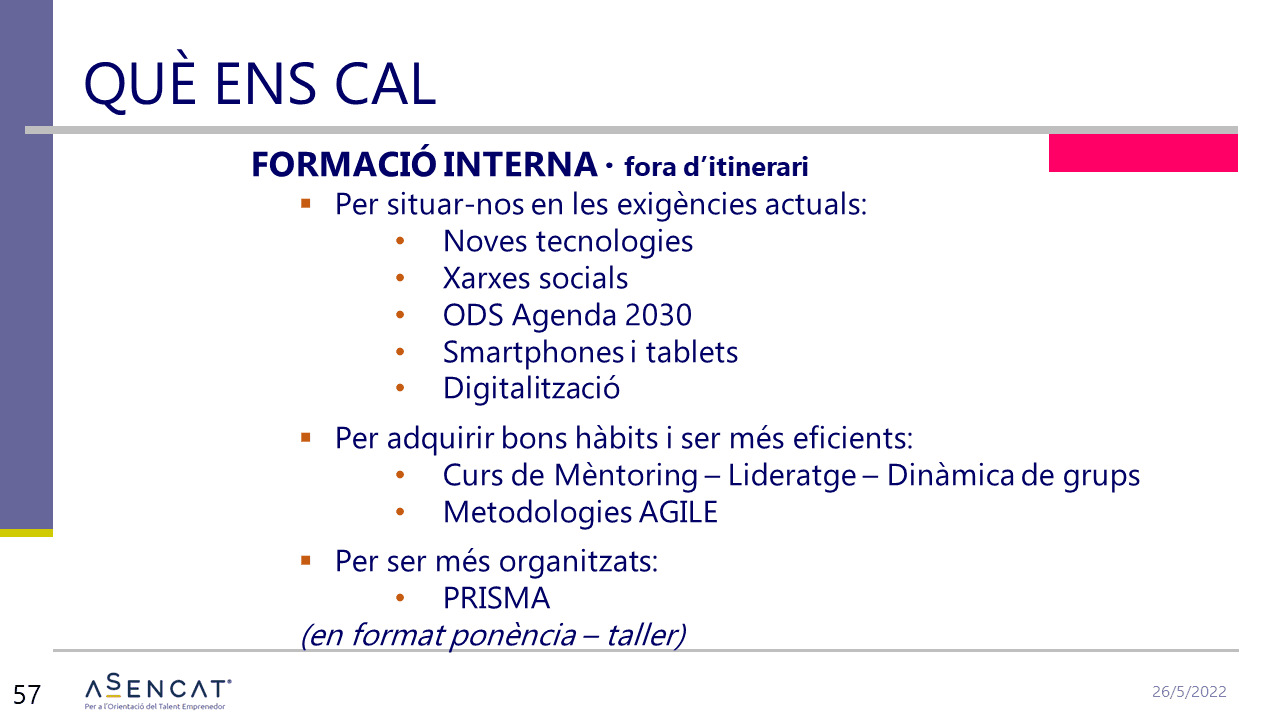 QUÈ ENS CAL
FORMACIÓ INTERNA · fora d’itinerari
▪ Per situar-nos en les exigències actuals:
• Noves tecnologies
• Xarxes socials
• ODS Agenda 2030
• Smartphones i tablets
• Digitalització
▪ Per adquirir bons hàbits i ser més eficients:
• Curs de Mèntoring – Lideratge – Dinàmica de grups
• Metodologies AGILE
▪ Per ser més organitzats:
• PRISMA
(en format ponència – taller)
57
ASENCAT®
Per a l'Orientació del Talent Emprenedor
26/5/2022